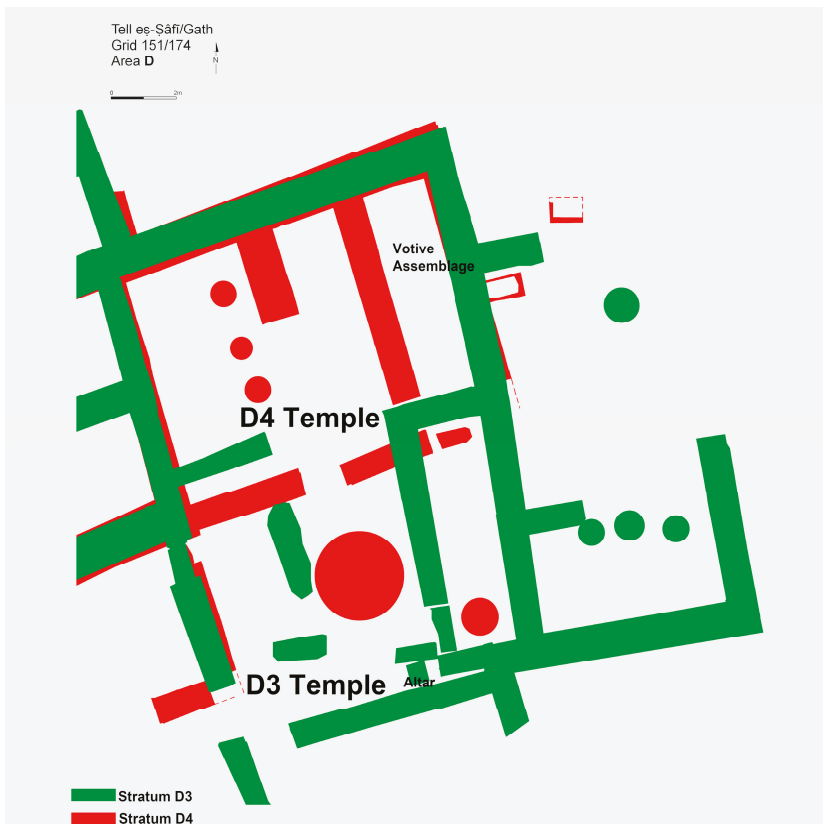 Tell eṣ-Ṣâfī/Gath
Grid 151/174
Area D
N
0 2m
Votive
Assemblage
D4 Temple
D3 Temple
Altar
Stratum D3
Stratum D4